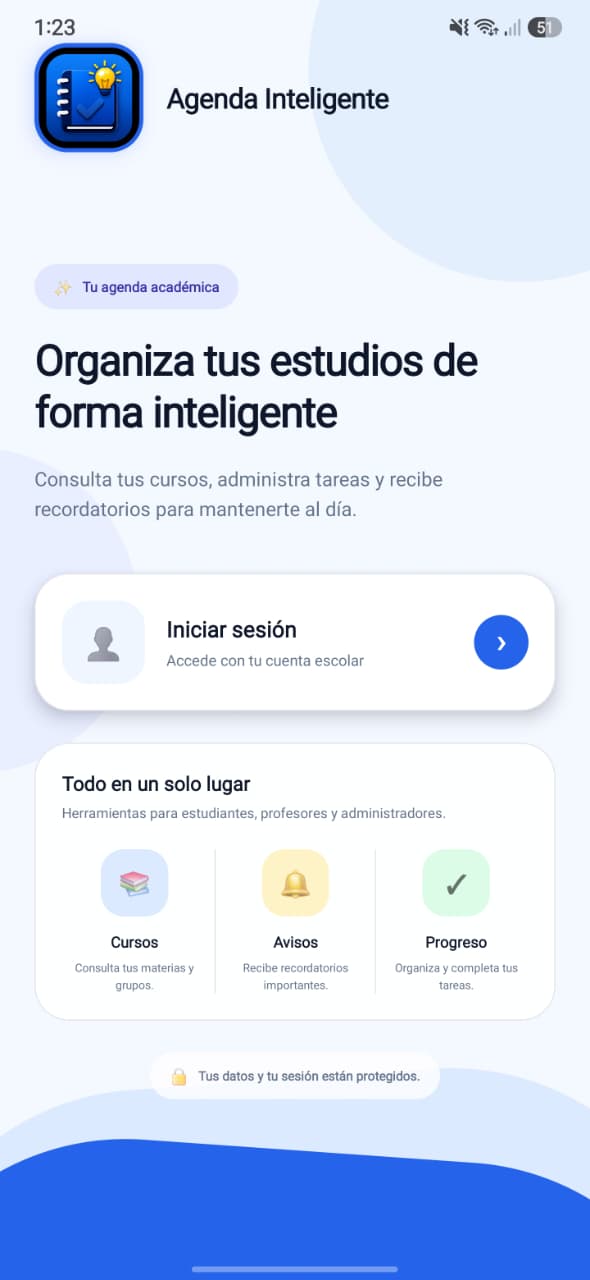 1:23
51
Agenda Inteligente
✨ Tu agenda académica
Organiza tus estudios de
forma inteligente
Consulta tus cursos, administra tareas y recibe
recordatorios para mantenerte al día.
Iniciar sesión
Accede con tu cuenta escolar
Todo en un solo lugar
Herramientas para estudiantes, profesores y administradores.
Cursos
Consulta tus materias y
grupos.
Avisos
Recibe recordatorios
importantes.
Progreso
Organiza y completa tus
tareas.
Tus datos y tu sesión están protegidos.